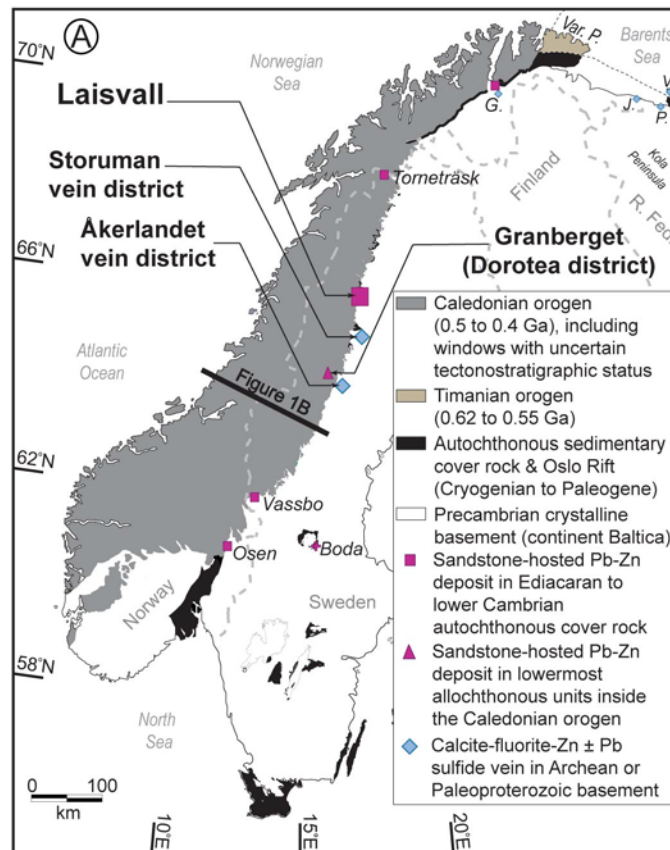 A
70°N
66°N
62°N
58°N
Norwegian
Sea
Var. P.
Barents
Sea
Laisvall
Storuman
vein district
Åkerlandet
vein district
G.
J.
P.
V
Kola
Peninsula
Finland
R. Fed
Torneträsk
Granberget
(Dorotea district)
Atlantic
Ocean
Figure 1B
Vassbo
Osen
Boda
Norway
Sweden
North
Sea
Caledonian orogen
(0.5 to 0.4 Ga), including
windows with uncertain
tectonostratigraphic status
Timanian orogen
(0.62 to 0.55 Ga)
Autochthonous sedimentary
cover rock & Oslo Rift
(Cryogenian to Paleogene)
Precambrian crystalline
basement (continent Baltica)
Sandstone-hosted Pb-Zn
deposit in Ediacaran to
lower Cambrian
autochthonous cover rock
Sandstone-hosted Pb-Zn
deposit in lowermost
allochthonous units inside
the Caledonian orogen
Calcite-fluorite-Zn ± Pb
sulfide vein in Archean or
Paleoproterozoic basement
0 100
km
10°E
15°E
20°E